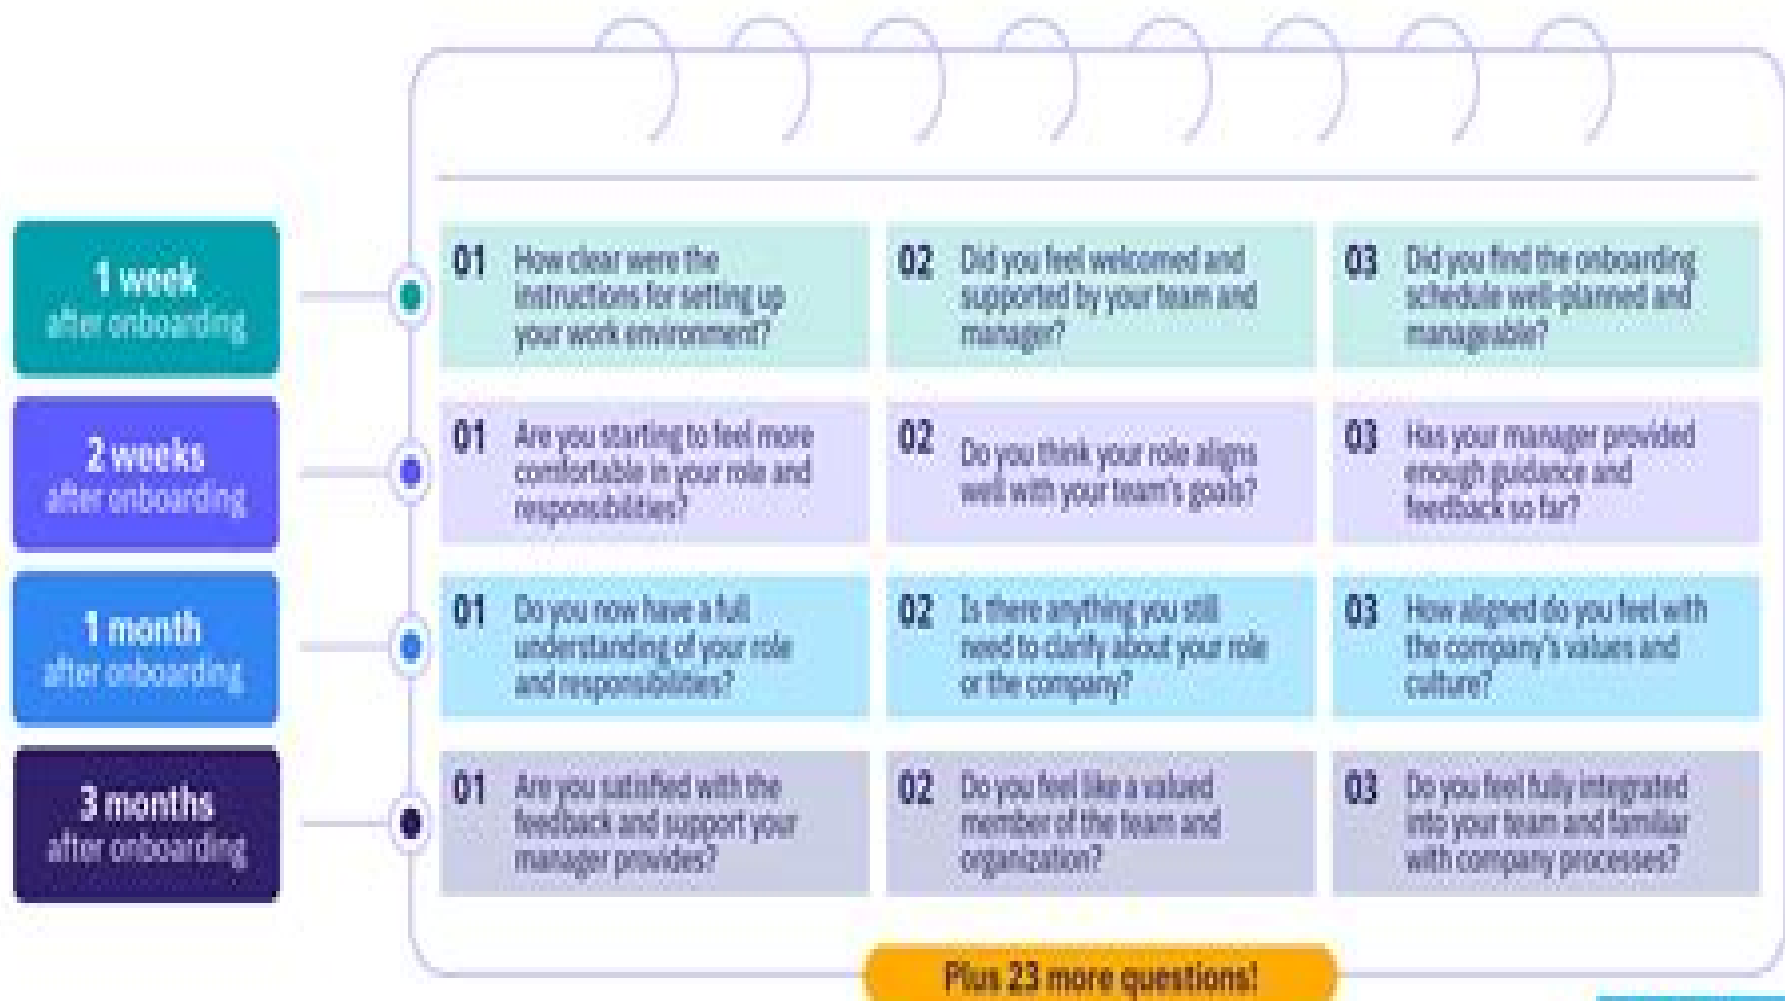 1 week
after onboarding
01 How clear were the
instructions for setting up
your work environment?
02 Did you feel welcomed and
supported by your team and
manager?
03 Did you find the onboarding
schedule well-planned and
manageable?
2 weeks
after onboarding
01 Are you starting to feel more
comfortable in your role and
responsibilities?
02 Do you think your role aligns
well with your team's goals?
03 Has your manager provided
enough guidance and
feedback so far?
1 month
after onboarding
01 Do you now have a full
understanding of your role
and responsibilities?
02 Is there anything you still
need to clarify about your role
or the company?
03 How aligned do you feel with
the company's values and
culture?
3 months
after onboarding
01 Are you satisfied with the
feedback and support your
manager provides?
02 Do you feel like a valued
member of the team and
organization?
03 Do you feel fully integrated
into your team and familiar
with company processes?
Plus 23 more questions!